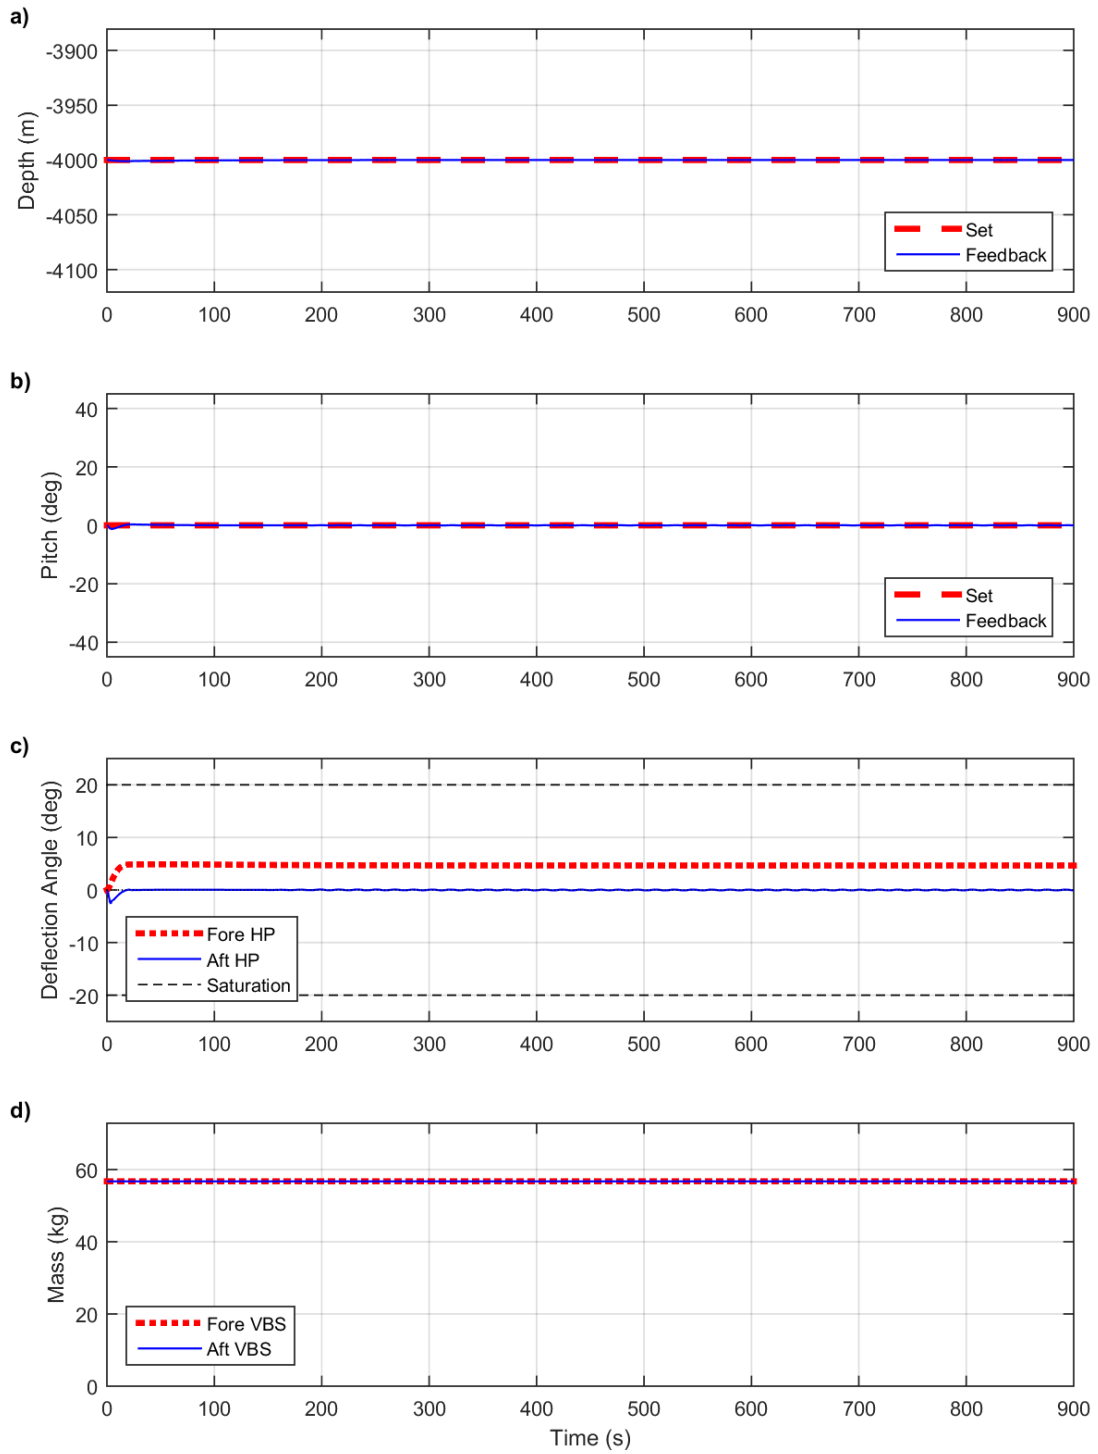 a)
-3900
-3950
-4000
-4050
-4100
Depth (m)
Set
Feedback
0 100 200 300 400 500 600 700 800 900
b)
40
20
0
-20
-40
Pitch (deg)
Set
Feedback
0 100 200 300 400 500 600 700 800 900
c)
20
10
0
-10
-20
Deflection Angle (deg)
Fore HP
Aft HP
Saturation
0 100 200 300 400 500 600 700 800 900
d)
60
40
20
0
Mass (kg)
Fore VBS
Aft VBS
0 100 200 300 400 500 600 700 800 900
Time (s)